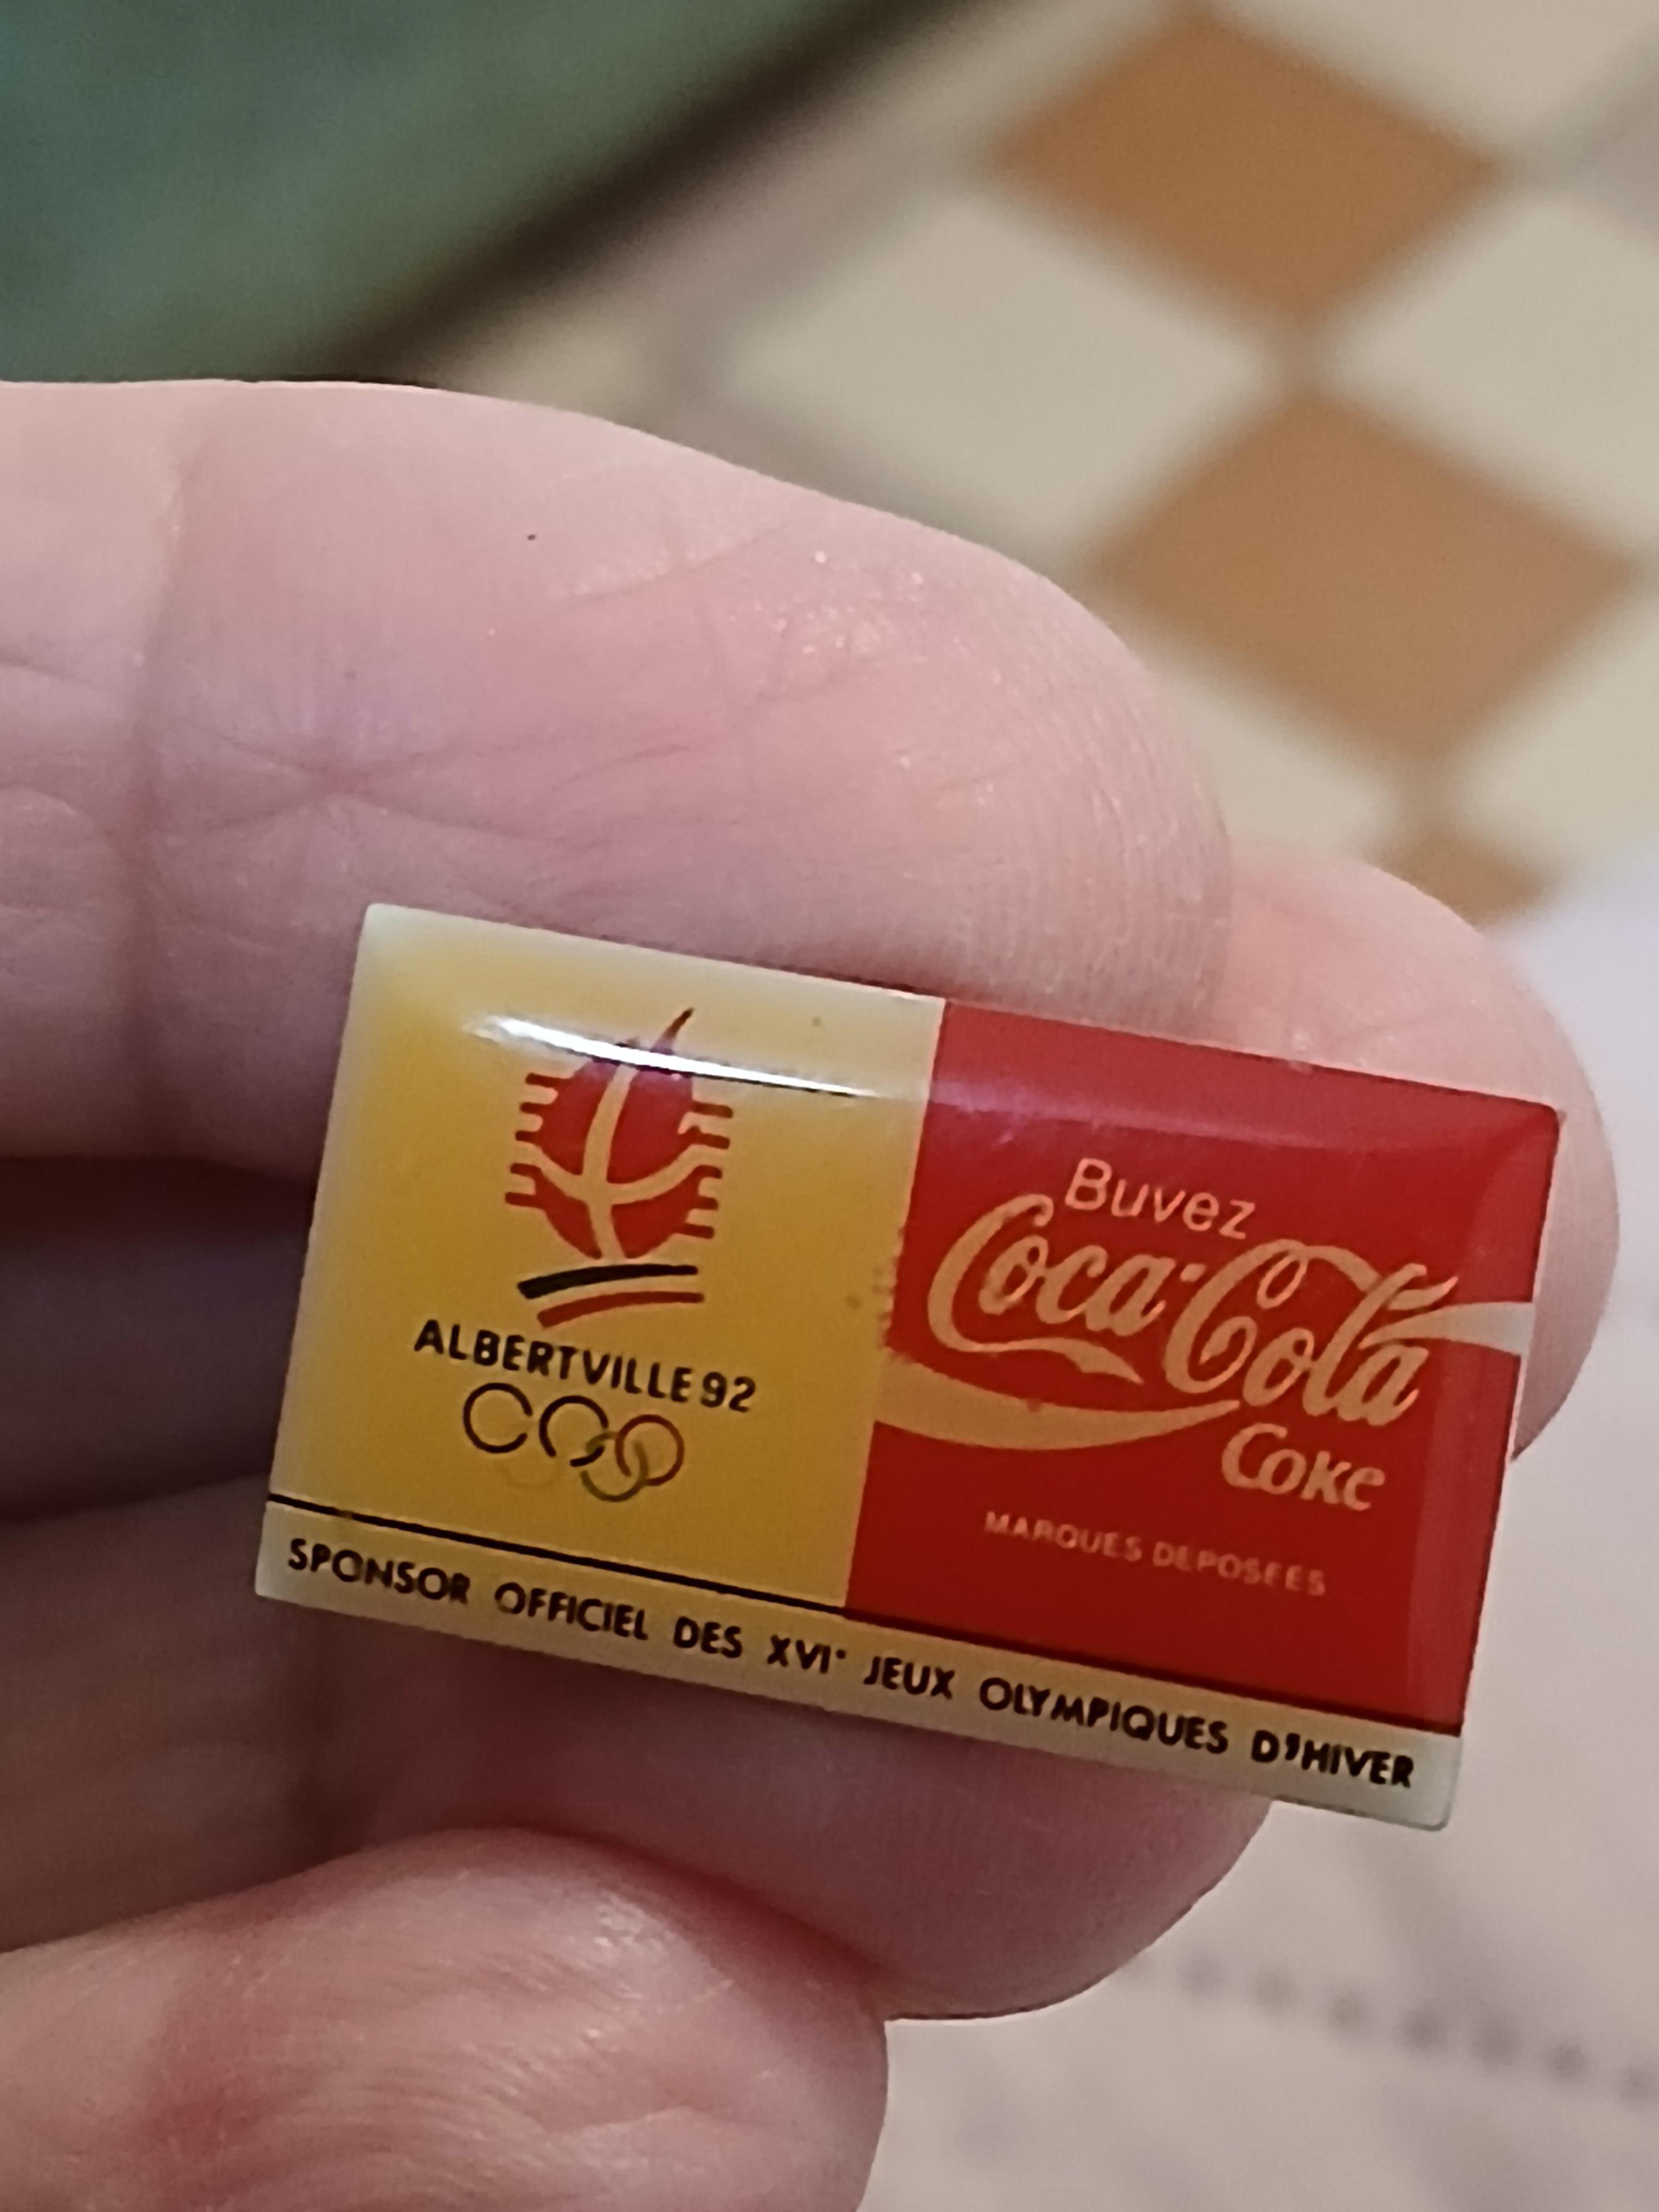 ALBERTVILLE 92
Buvez
Coca-Cola
Coke
MARQUES DEPOSEES
SPONSOR OFFICIEL DES XVIᵉ JEUX OLYMPIQUES D'HIVER